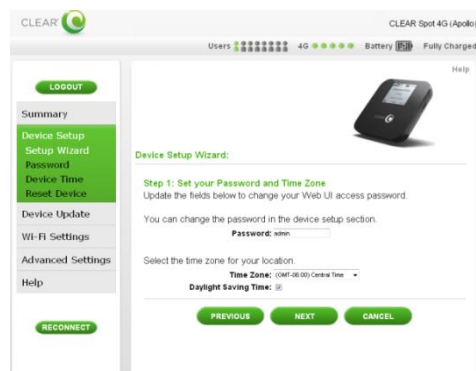 CLEAR
CLEAR Spot 4G (Apollo)
Users 4G Battery Fully Charged
Help
LOGOUT
Summary
Device Setup
Setup Wizard
Password
Device Time
Reset Device
Device Update
Wi-Fi Settings
Advanced Settings
Help
RECONNECT
Device Setup Wizard:
Step 1: Set your Password and Time Zone
Update the fields below to change your Web UI access password.
You can change the password in the device setup section.
Password: admin
Select the time zone for your location.
Time Zone: (GMT-06:00) Central Time
Daylight Saving Time:
PREVIOUS NEXT CANCEL